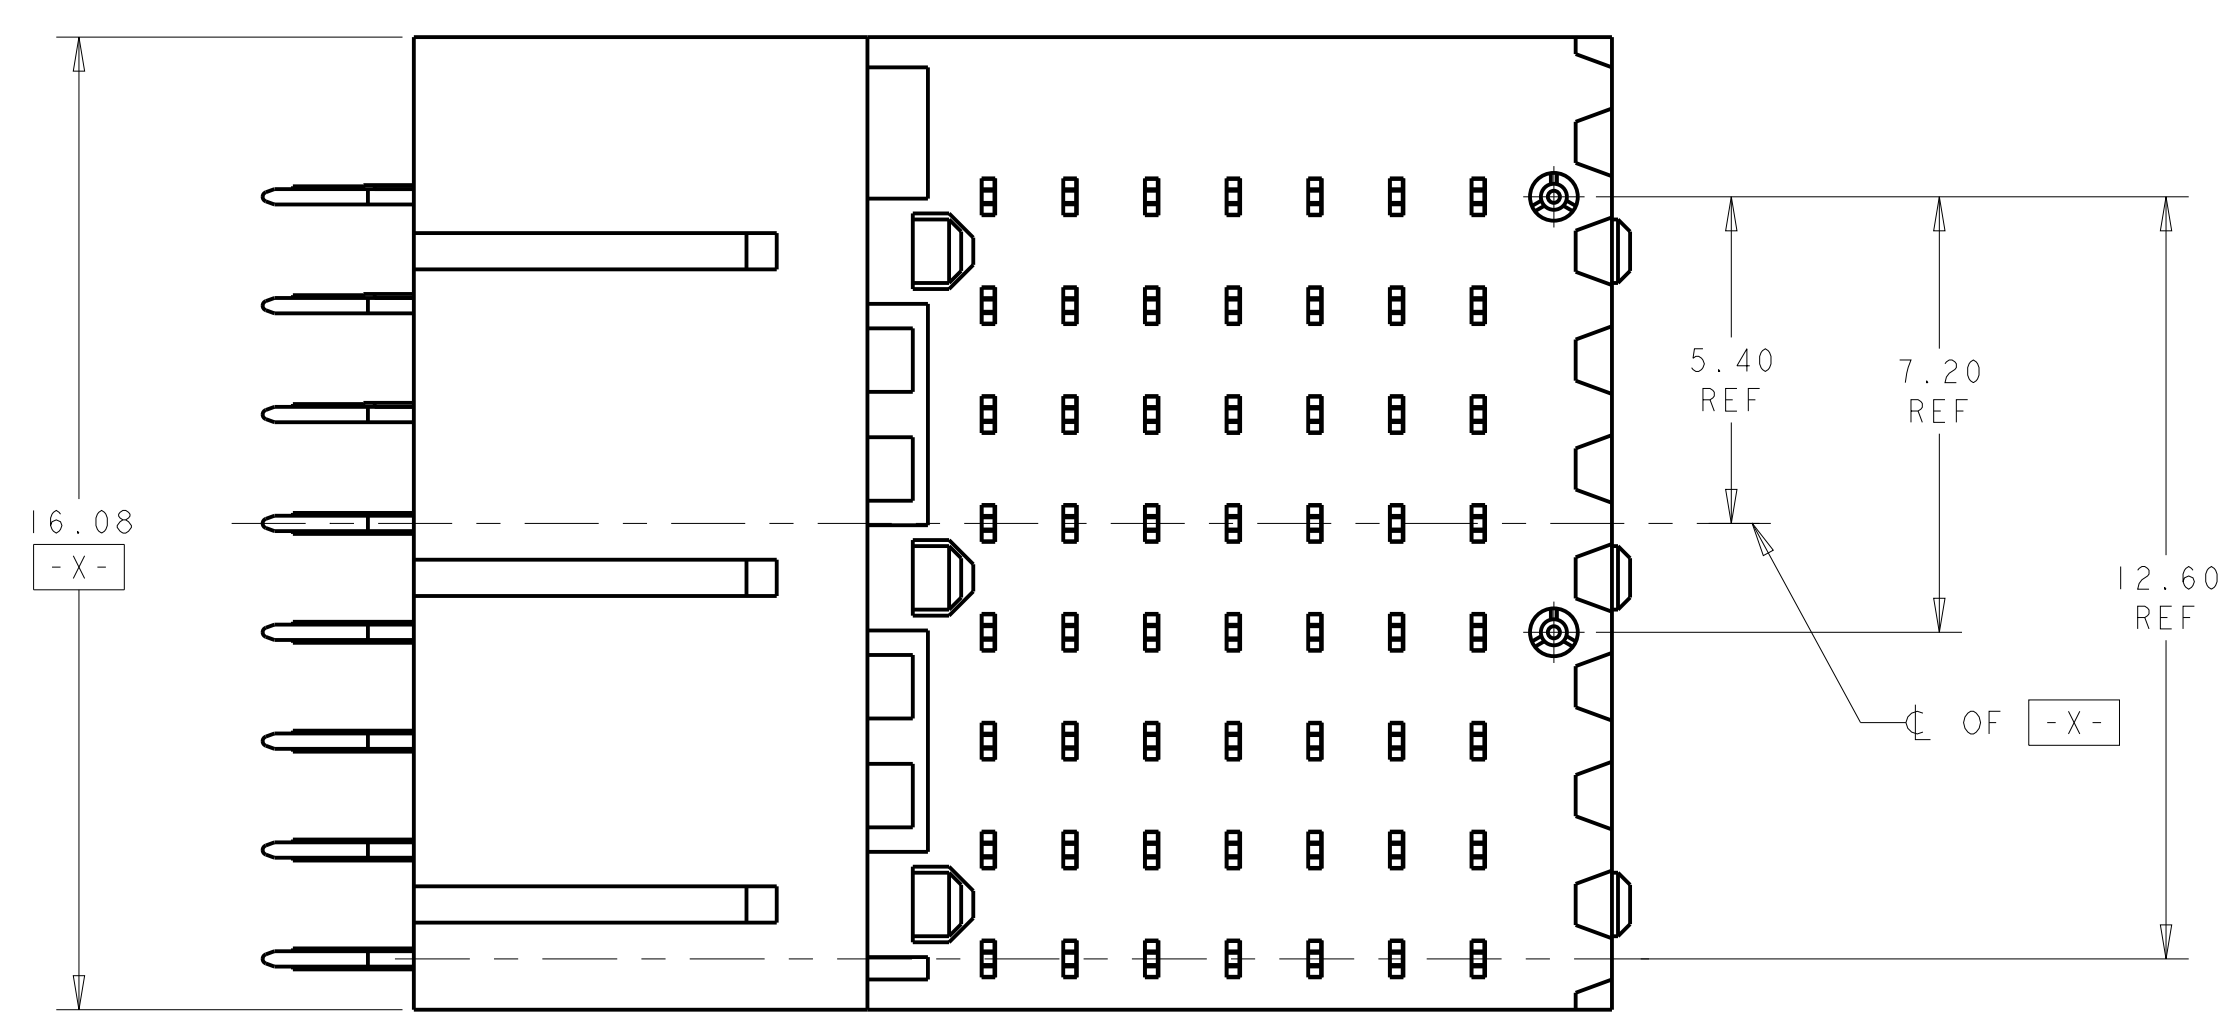 16.08
-X-
5.40
REF
7.20
REF
12.60
REF
℄ OF -X-